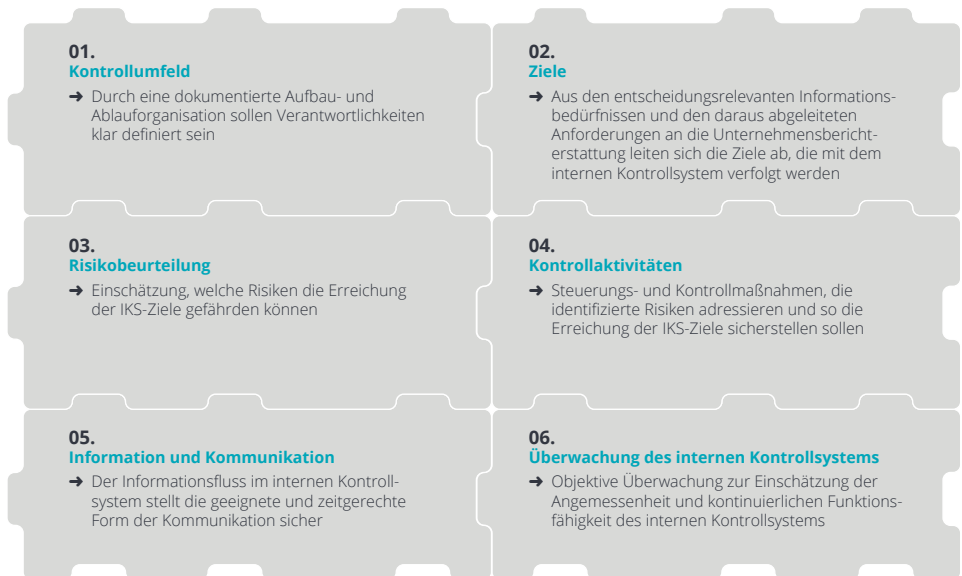 01.
Kontrollumfeld
➔ Durch eine dokumentierte Aufbau- und
Ablauforganisation sollen Verantwortlichkeiten
klar definiert sein
02.
Ziele
➔ Aus den entscheidungsrelevanten Informations-
bedürfnissen und den daraus abgeleiteten
Anforderungen an die Unternehmensbericht-
erstattung leiten sich die Ziele ab, die mit dem
internen Kontrollsystem verfolgt werden
03.
Risikobeurteilung
➔ Einschätzung, welche Risiken die Erreichung
der IKS-Ziele gefährden können
04.
Kontrollaktivitäten
➔ Steuerungs- und Kontrollmaßnahmen, die
identifizierte Risiken adressieren und so die
Erreichung der IKS-Ziele sicherstellen sollen
05.
Information und Kommunikation
➔ Der Informationsfluss im internen Kontroll-
system stellt die geeignete und zeitgerechte
Form der Kommunikation sicher
06.
Überwachung des internen Kontrollsystems
➔ Objektive Überwachung zur Einschätzung der
Angemessenheit und kontinuierlichen Funktions-
fähigkeit des internen Kontrollsystems